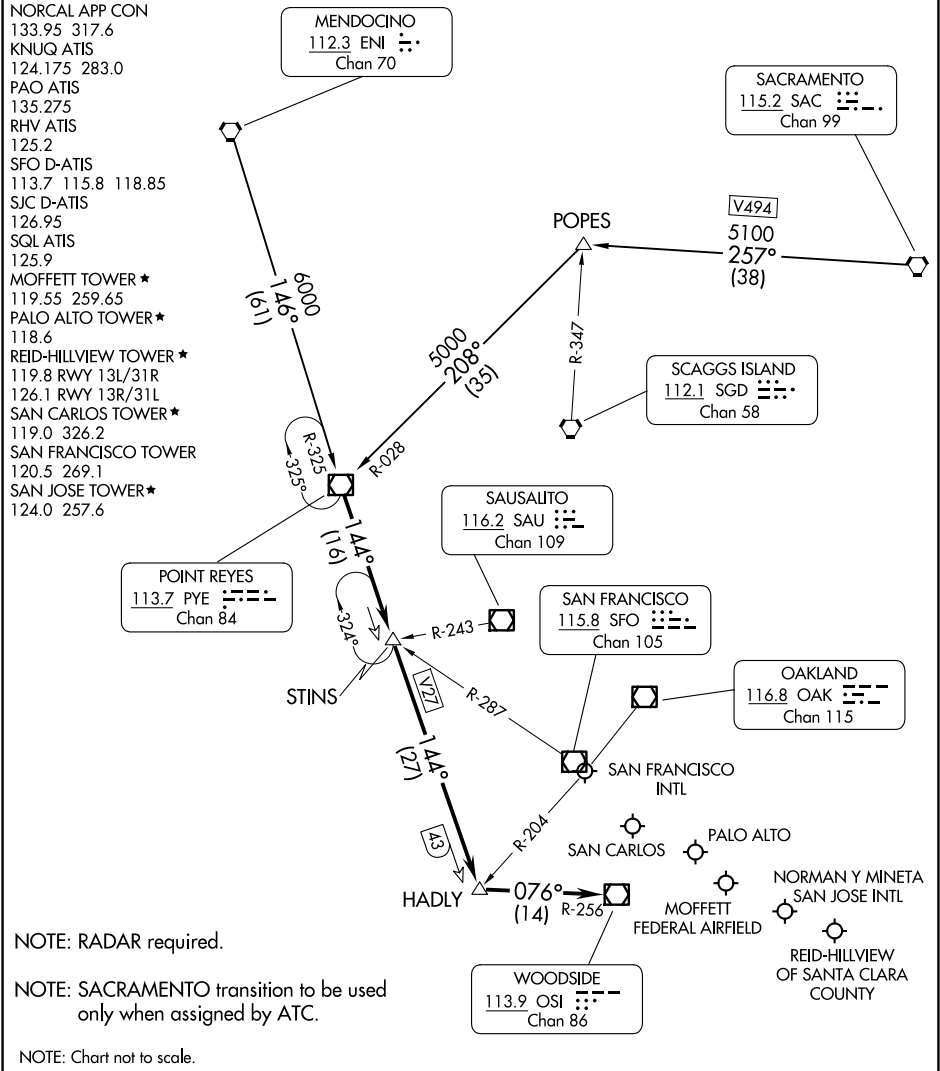 NORCAL APP CON
133.95 317.6
KNUQ ATIS
124.175 283.0
PAO ATIS
135.275
RHV ATIS
125.2
SFO D-ATIS
113.7 115.8 118.85
SJC D-ATIS
126.95
SQL ATIS
125.9
MOFFETT TOWER ★
119.55 259.65
PALO ALTO TOWER ★
118.6
REID-HILLVIEW TOWER ★
119.8 RWY 13L/31R
126.1 RWY 13R/31L
SAN CARLOS TOWER ★
119.0 326.2
SAN FRANCISCO TOWER
120.5 269.1
SAN JOSE TOWER ★
124.0 257.6
MENDOCINO
112.3 ENI
Chan 70
SACRAMENTO
115.2 SAC
Chan 99
POPES
V494
5100
257°
(38)
6000
146°
(61)
5000
208°
(35)
R-347
SCAGGS ISLAND
112.1 SGD
Chan 58
R-325
325°
R-028
SAUSALITO
116.2 SAU
Chan 109
144°
(16)
POINT REYES
113.7 PYE
Chan 84
SAN FRANCISCO
115.8 SFO
Chan 105
324°
R-243
OAKLAND
116.8 OAK
Chan 115
STINS
V27
R-287
144°
(27)
SAN FRANCISCO
INTL
R-204
SAN CARLOS
PALO ALTO
43
HADLY
076°
(14)
R-256
MOFFETT
FEDERAL AIRFIELD
NORMAN Y MINETA
SAN JOSE INTL
REID-HILLVIEW
OF SANTA CLARA
COUNTY
WOODSIDE
113.9 OSI
Chan 86
NOTE: RADAR required.
NOTE: SACRAMENTO transition to be used
only when assigned by ATC.
NOTE: Chart not to scale.